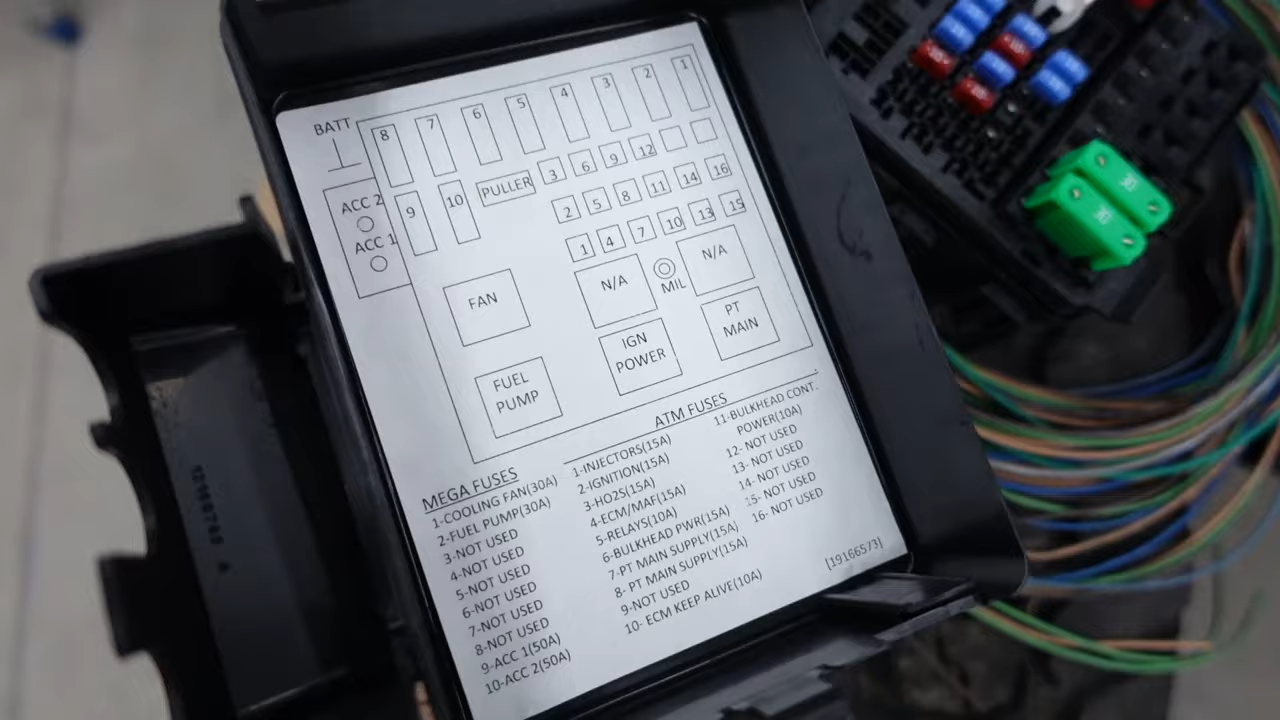 BATT
8
7
6
5
4
3
2
1
ACC 2
ACC 1
9
10
PULLER
3
6
9
12
2
5
8
11
14
16
1
4
7
10
13
15
FAN
N/A
MIL
N/A
FUEL
PUMP
IGN
POWER
PT
MAIN
MEGA FUSES
1-COOLING FAN(30A)
2-FUEL PUMP(30A)
3-NOT USED
4-NOT USED
5-NOT USED
6-NOT USED
7-NOT USED
8-NOT USED
9-ACC 1(50A)
10-ACC 2(50A)
ATM FUSES
1-INJECTORS(15A)
2-IGNITION(15A)
3-HO2S(15A)
4-ECM/MAF(15A)
5-RELAYS(10A)
6-BULKHEAD PWR(15A)
7-PT MAIN SUPPLY(15A)
8- PT MAIN SUPPLY(15A)
9-NOT USED
10- ECM KEEP ALIVE(10A)
11-BULKHEAD CONT.
POWER(10A)
12- NOT USED
13- NOT USED
14- NOT USED
15- NOT USED
16- NOT USED
[19166573]
30
30